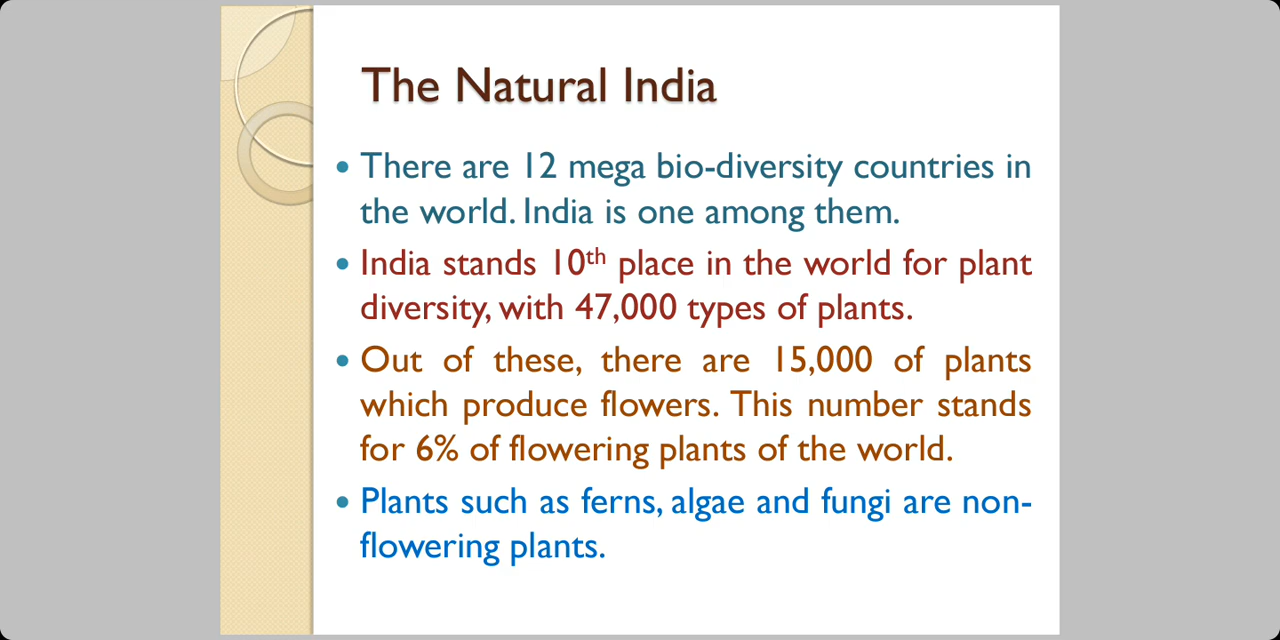 The Natural India
• There are 12 mega bio-diversity countries in
the world. India is one among them.
• India stands 10th place in the world for plant
diversity, with 47,000 types of plants.
• Out of these, there are 15,000 of plants
which produce flowers. This number stands
for 6% of flowering plants of the world.
• Plants such as ferns, algae and fungi are non-
flowering plants.